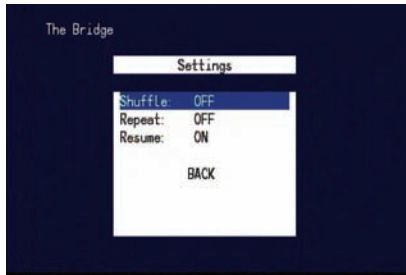 The Bridge
Settings
Shuffle: OFF
Repeat: OFF
Resume: ON
BACK